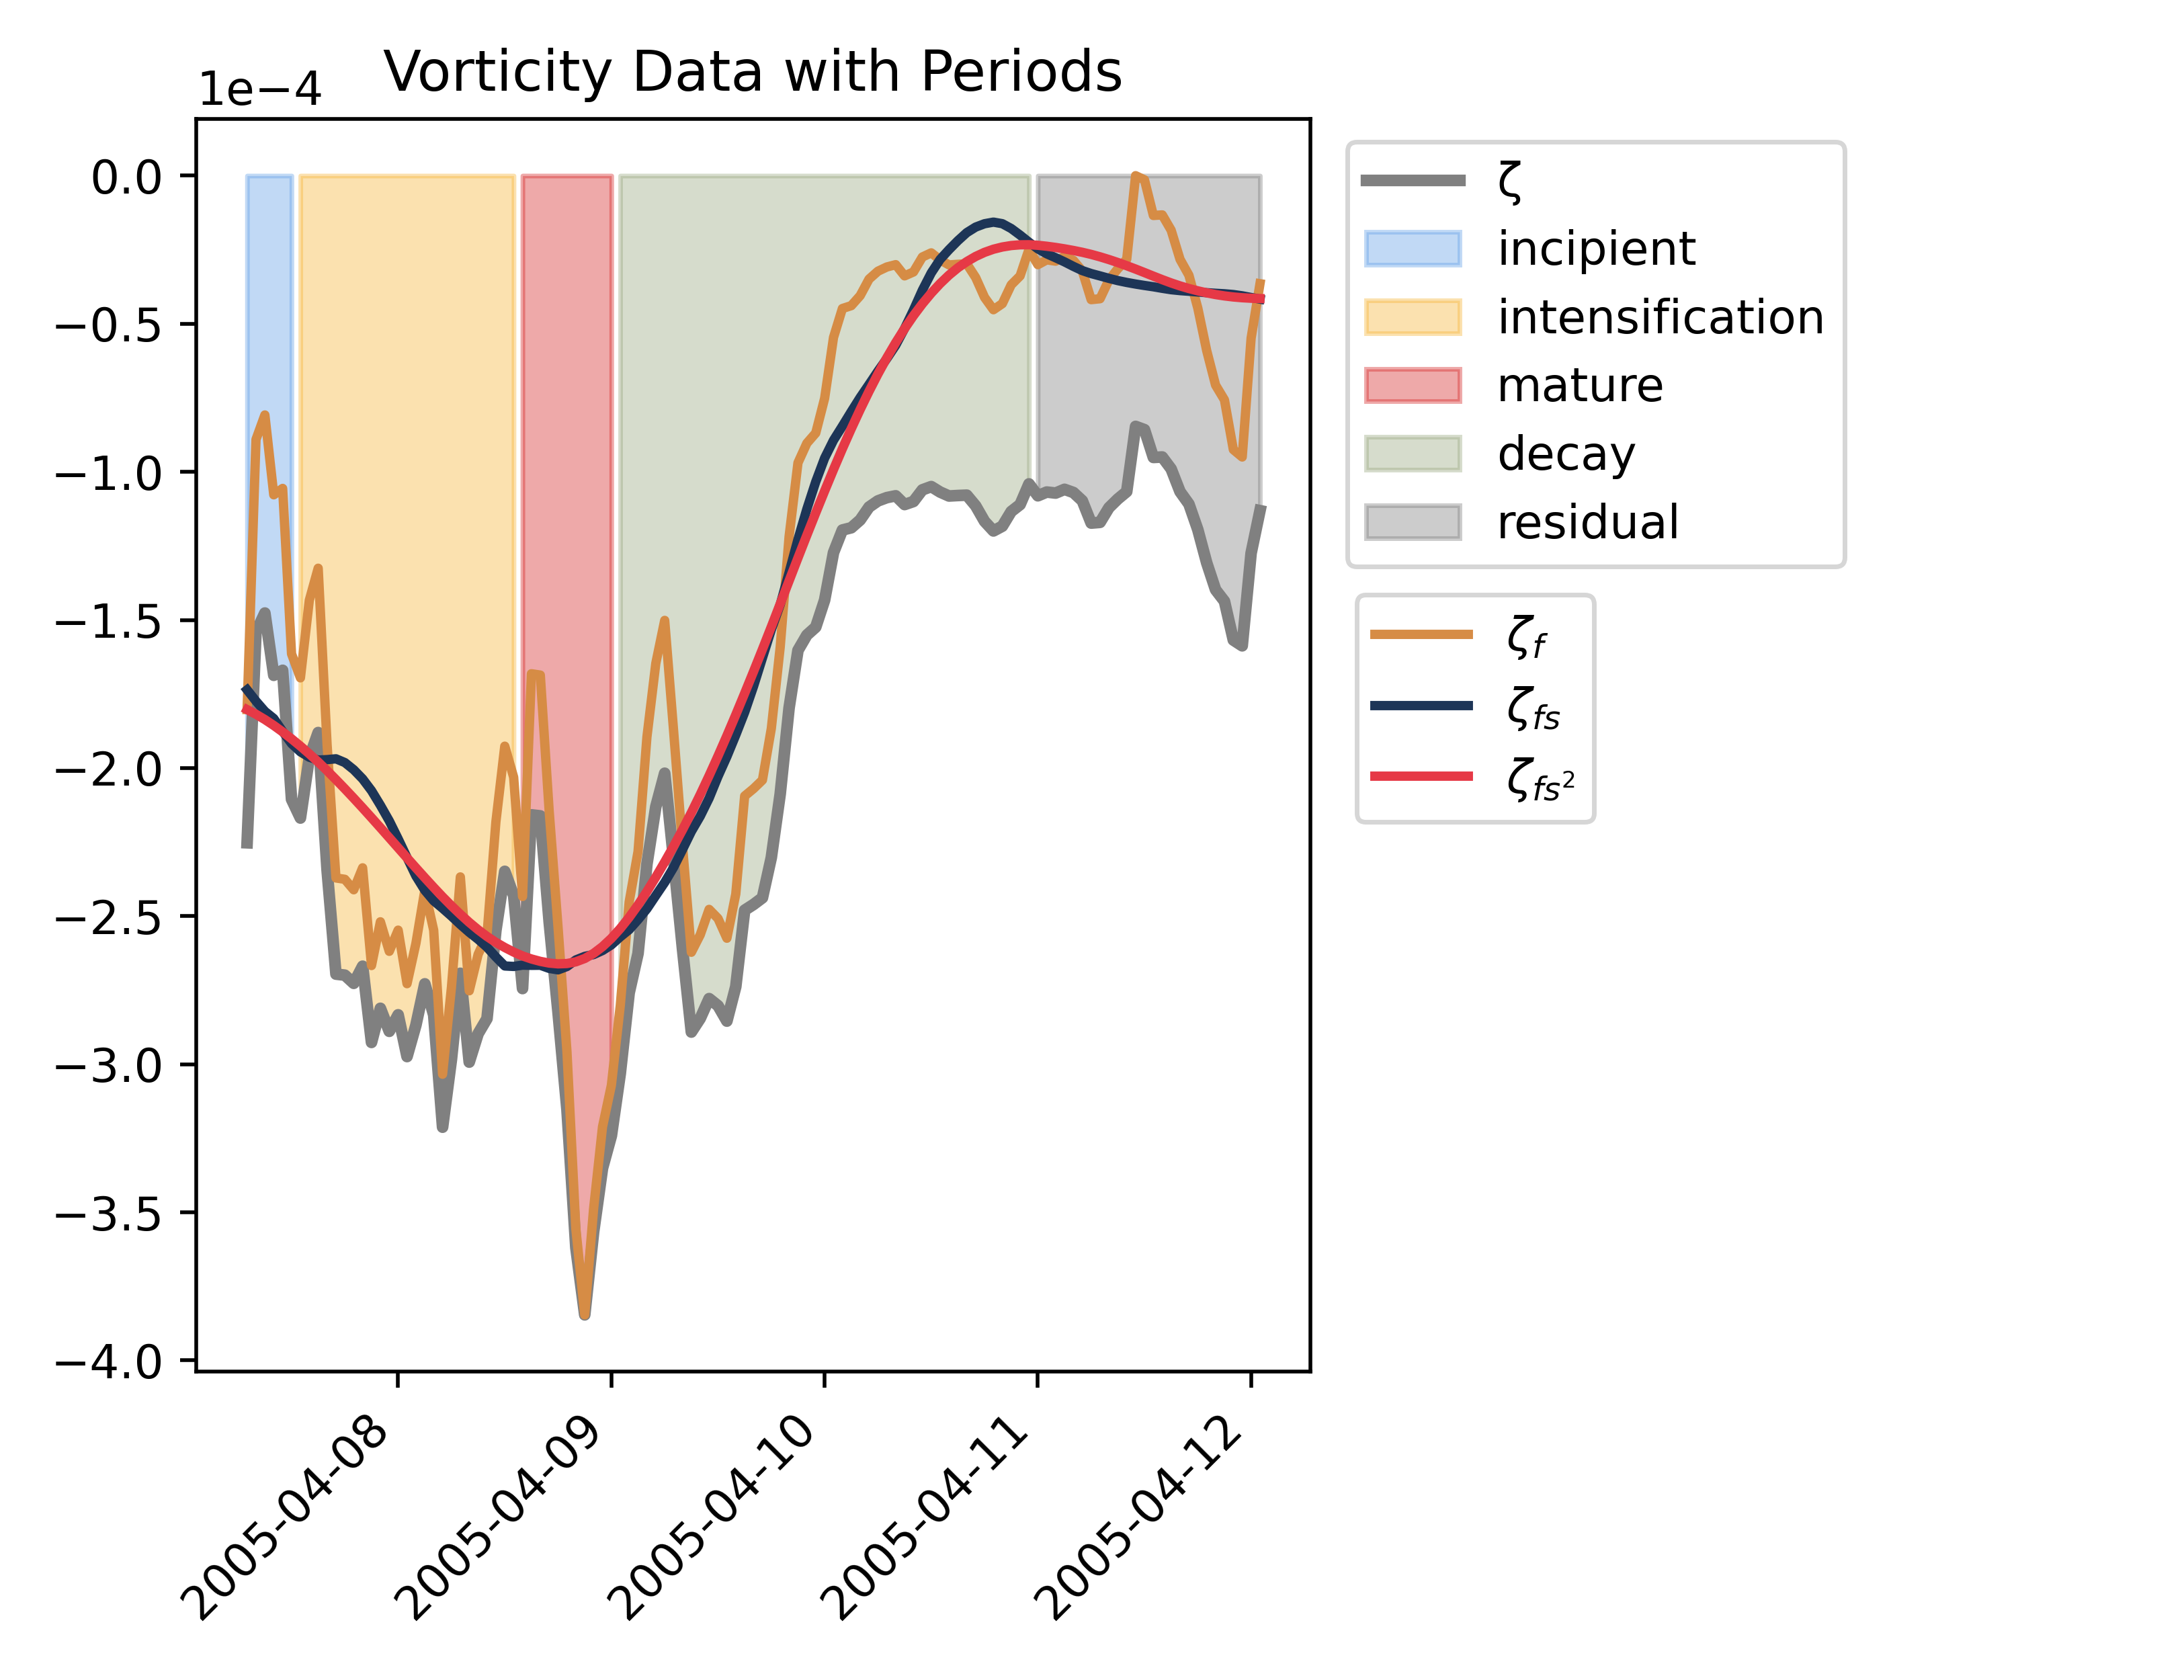 Vorticity Data with Periods
1e−4
0.0
−0.5
−1.0
−1.5
−2.0
−2.5
−3.0
−3.5
−4.0
2005-04-08
2005-04-09
2005-04-10
2005-04-11
2005-04-12
ζ
incipient
intensification
mature
decay
residual
ζf
ζfs
ζfs²